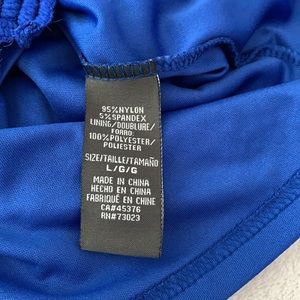 95%NYLON
5%SPANDEX
LINING/DOUBLURE/
FORRO
100%POLYESTER/
POLIESTER
SIZE/TAILLE/TAMAÑO
L/G/G
MADE IN CHINA
HECHO EN CHINA
FABRIQUÉ EN CHINE
CA#45376
RN#73023